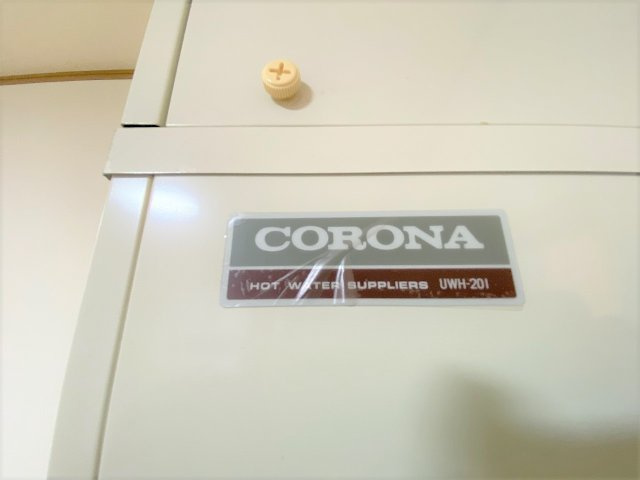 CORONA
HOT WATER SUPPLIERS UWH-201